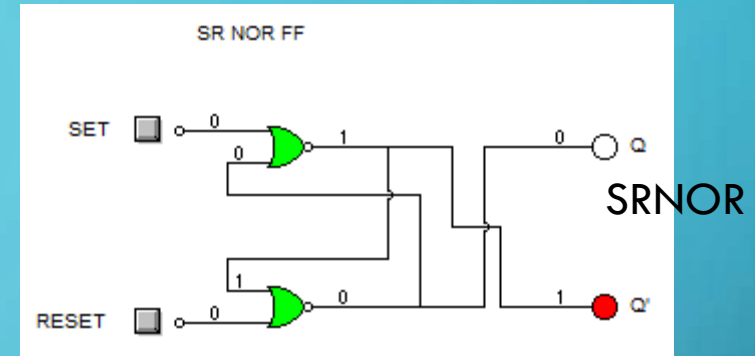 SR NOR FF
SET 0 0 1 0 Q
SRNOR
RESET 1 0 0 1 Q'